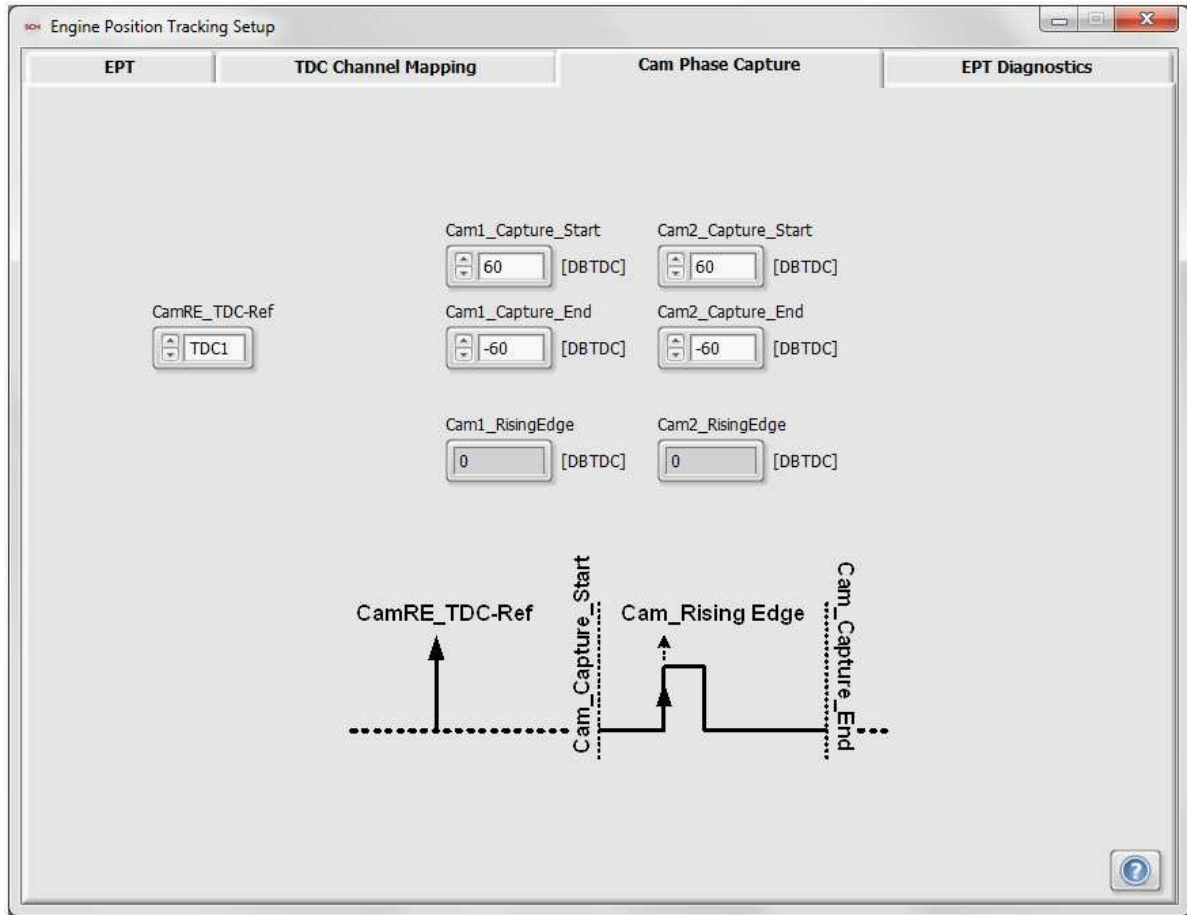 SCM Engine Position Tracking Setup
EPT TDC Channel Mapping Cam Phase Capture EPT Diagnostics
Cam1_Capture_Start Cam2_Capture_Start
60 [DBTDC] 60 [DBTDC]
CamRE_TDC-Ref Cam1_Capture_End Cam2_Capture_End
TDC1 -60 [DBTDC] -60 [DBTDC]
Cam1_RisingEdge Cam2_RisingEdge
0 [DBTDC] 0 [DBTDC]
CamRE_TDC-Ref
Cam_Capture_Start
Cam_Rising Edge
Cam_Capture_End
?